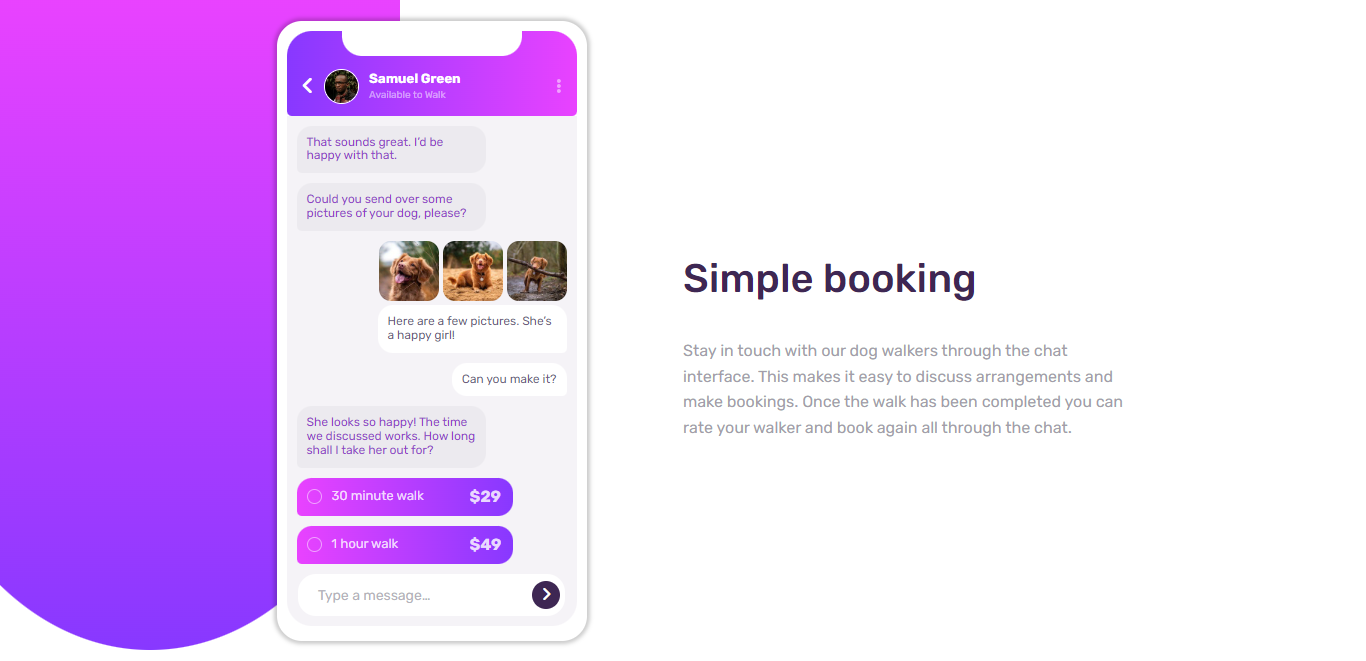 Samuel Green
Available to Walk
That sounds great. I’d be
happy with that.
Could you send over some
pictures of your dog, please?
Here are a few pictures. She’s
a happy girl!
Can you make it?
She looks so happy! The time
we discussed works. How long
shall I take her out for?
30 minute walk $29
1 hour walk $49
Type a message…
Simple booking
Stay in touch with our dog walkers through the chat
interface. This makes it easy to discuss arrangements and
make bookings. Once the walk has been completed you can
rate your walker and book again all through the chat.